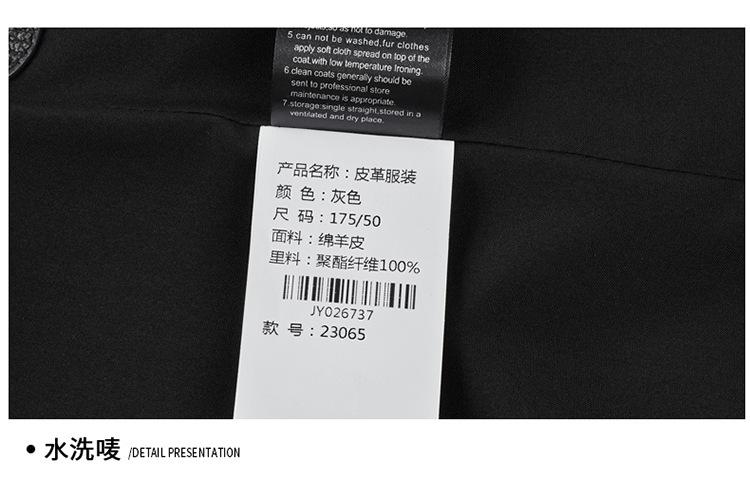 so as not to damage.
5 can not be washed,fur clothes
apply soft cloth spread on top of the
coat,with low temperature Ironing.
6.clean coats generally should be
sent to professional store
maintenance is appropriate.
7.storage:single straight,stored in a
ventilated and dry place.
产品名称：皮革服装
颜 色：灰色
尺 码：175/50
面料：绵羊皮
里料：聚酯纤维100%
JY026737
款 号：23065
• 水洗唛 /DETAIL PRESENTATION